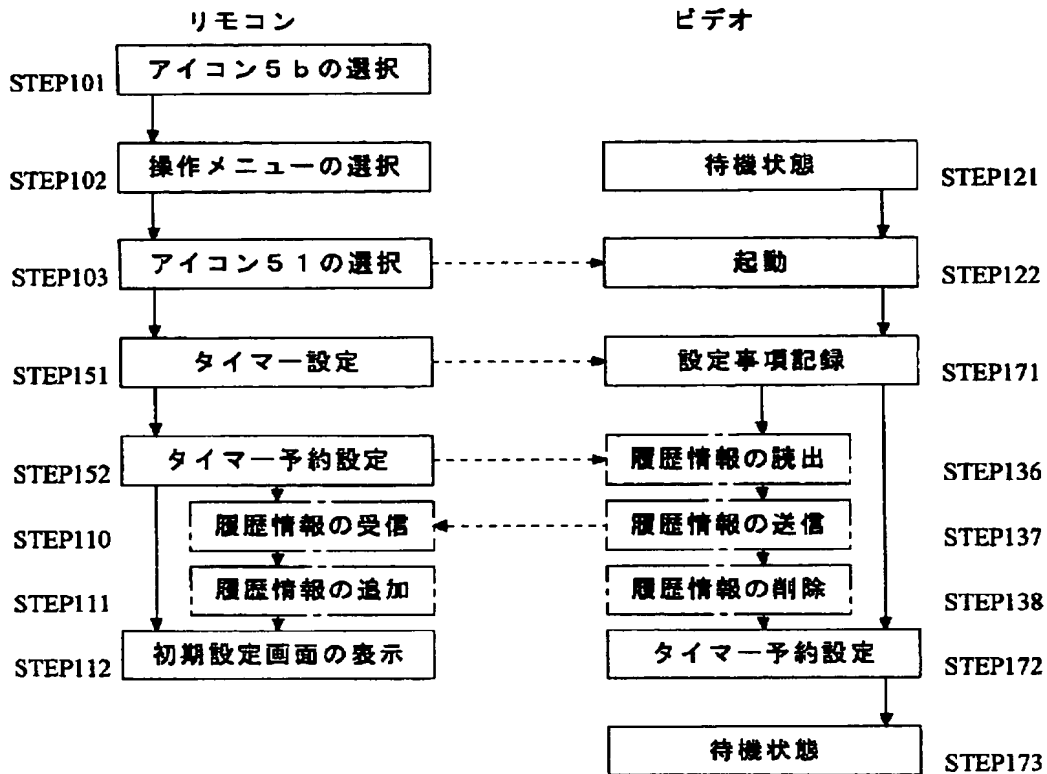 リモコン
ビデオ
STEP101
アイコン５ｂの選択
STEP102
操作メニューの選択
待機状態
STEP121
STEP103
アイコン５１の選択
起動
STEP122
STEP151
タイマー設定
設定事項記録
STEP171
STEP152
タイマー予約設定
履歴情報の読出
STEP136
STEP110
履歴情報の受信
履歴情報の送信
STEP137
STEP111
履歴情報の追加
履歴情報の削除
STEP138
STEP112
初期設定画面の表示
タイマー予約設定
STEP172
待機状態
STEP173